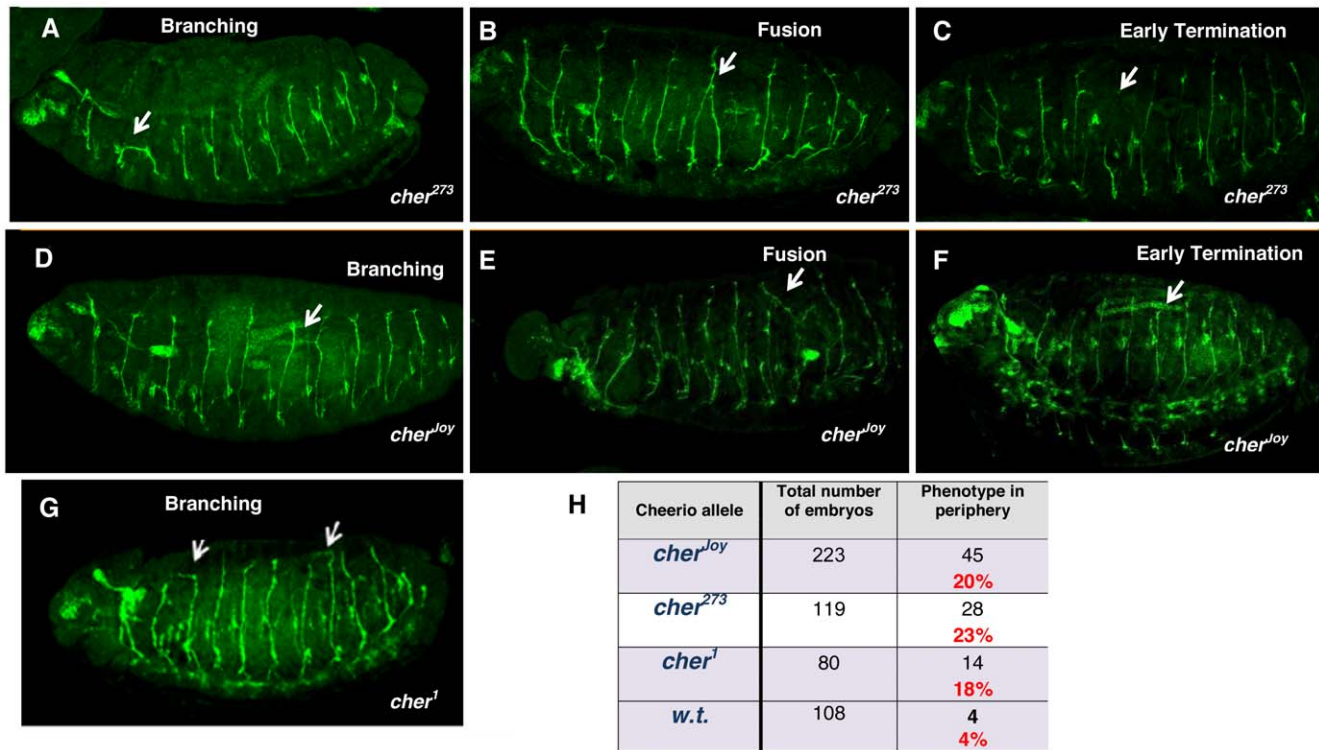 A
Branching
cher273
B
Fusion
cher273
C
Early Termination
cher273
D
Branching
cherJoy
E
Fusion
cherJoy
F
Early Termination
cherJoy
G
Branching
cher1
H
Cheerio allele
Total number
of embryos
Phenotype in
periphery
cherJoy 223 45
20%
cher273 119 28
23%
cher1 80 14
18%
w.t. 108 4
4%